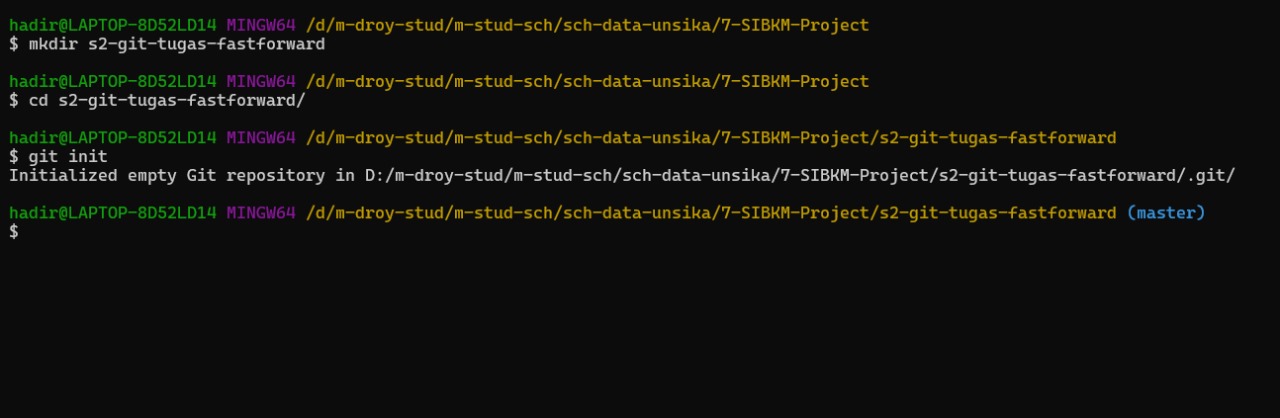 hadir@LAPTOP-8D52LD14 MINGW64 /d/m-droy-stud/m-stud-sch/sch-data-unsika/7-SIBKM-Project
$ mkdir s2-git-tugas-fastforward
hadir@LAPTOP-8D52LD14 MINGW64 /d/m-droy-stud/m-stud-sch/sch-data-unsika/7-SIBKM-Project
$ cd s2-git-tugas-fastforward/
hadir@LAPTOP-8D52LD14 MINGW64 /d/m-droy-stud/m-stud-sch/sch-data-unsika/7-SIBKM-Project/s2-git-tugas-fastforward
$ git init
Initialized empty Git repository in D:/m-droy-stud/m-stud-sch/sch-data-unsika/7-SIBKM-Project/s2-git-tugas-fastforward/.git/
hadir@LAPTOP-8D52LD14 MINGW64 /d/m-droy-stud/m-stud-sch/sch-data-unsika/7-SIBKM-Project/s2-git-tugas-fastforward (master)
$